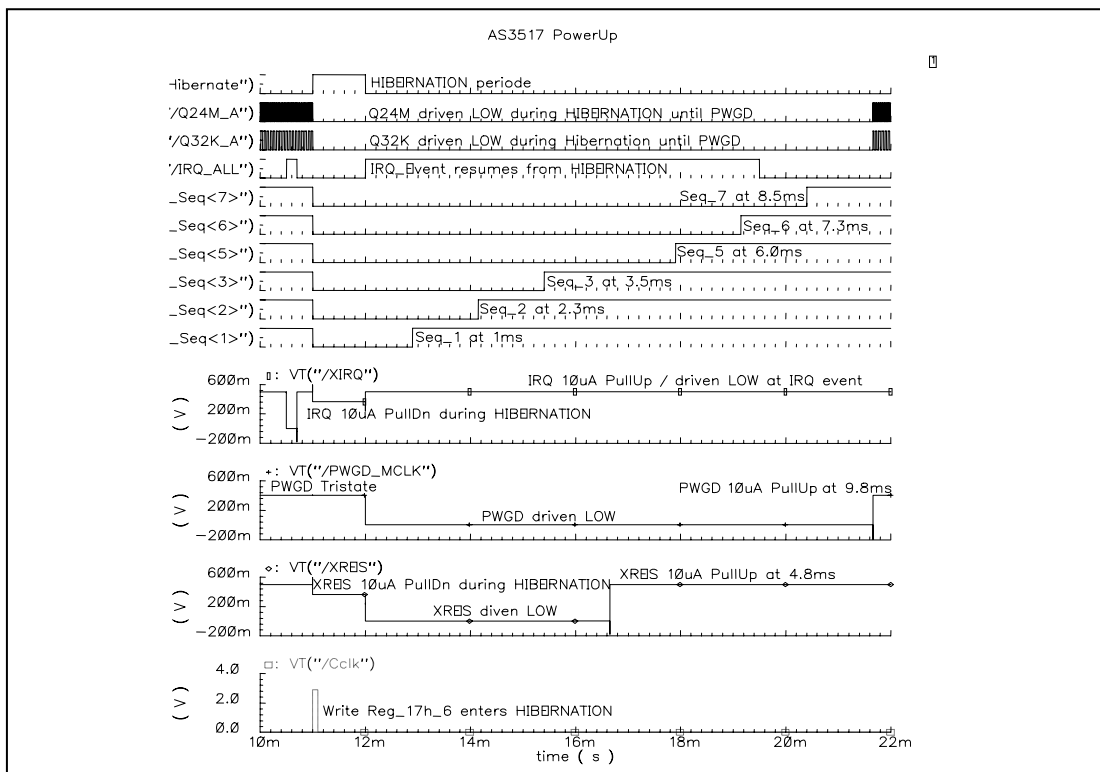 AS3517 PowerUp
1
Hibernate")
HIBERNATION periode
"/Q24M_A")
Q24M driven LOW during HIBERNATION until PWGD
"/Q32K_A")
Q32K driven LOW during Hibernation until PWGD
"/IRQ_ALL")
IRQ_Event resumes from HIBERNATION
_Seq<7>")
Seq_7 at 8.5ms
_Seq<6>")
Seq_6 at 7.3ms
_Seq<5>")
Seq_5 at 6.0ms
_Seq<3>")
Seq_3 at 3.5ms
_Seq<2>")
Seq_2 at 2.3ms
_Seq<1>")
Seq_1 at 1ms
▯: VT("/XIRQ")
600m
200m
-200m
( V )
IRQ 10uA PullUp / driven LOW at IRQ event
IRQ 10uA PullDn during HIBERNATION
+: VT("/PWGD_MCLK")
600m
200m
-200m
( V )
PWGD Tristate
PWGD 10uA PullUp at 9.8ms
PWGD driven LOW
◇: VT("/XRES")
600m
200m
-200m
( V )
XRES 10uA PullDn during HIBERNATION
XRES 10uA PullUp at 4.8ms
XRES diven LOW
□: VT("/Cclk")
4.0
2.0
0.0
( V )
Write Reg_17h_6 enters HIBERNATION
10m 12m 14m 16m 18m 20m 22m
time ( s )